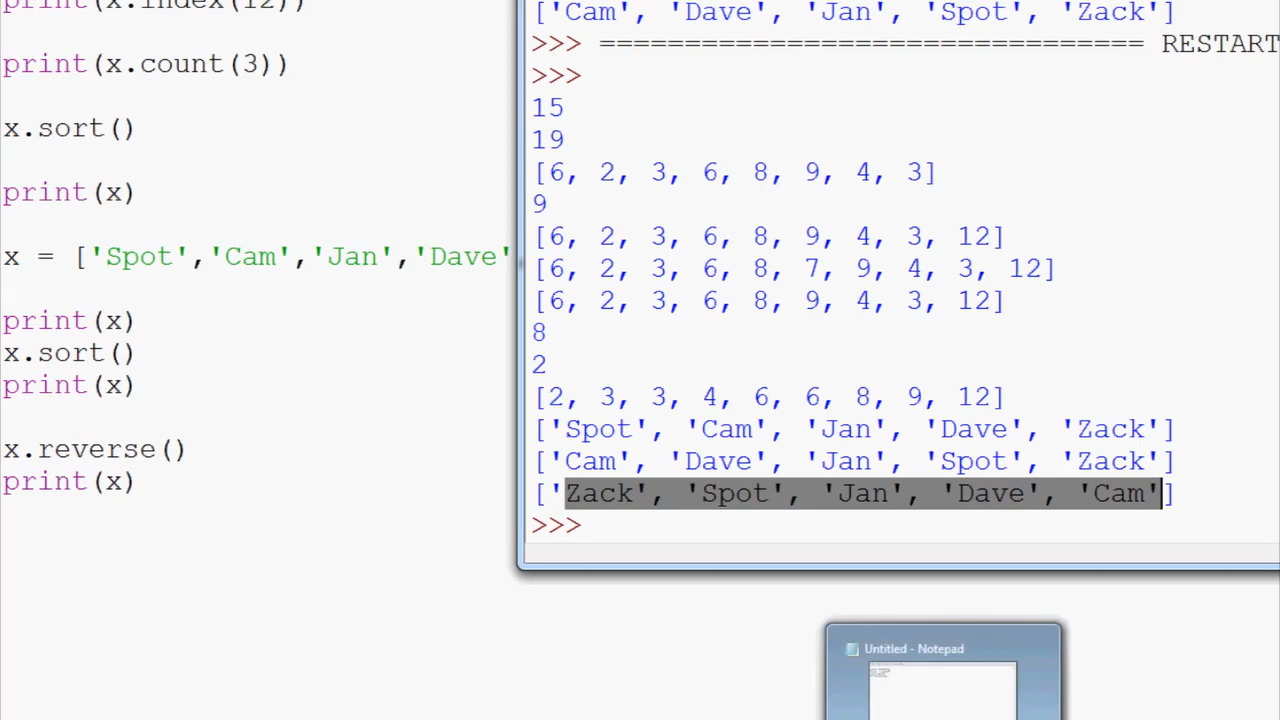 print(x.index(12))
print(x.count(3))
x.sort()
print(x)
x = ['Spot','Cam','Jan','Dave'
print(x)
x.sort()
print(x)
x.reverse()
print(x)
['Cam', 'Dave', 'Jan', 'Spot', 'Zack']
>>> ================================ RESTART
>>>
15
19
[6, 2, 3, 6, 8, 9, 4, 3]
9
[6, 2, 3, 6, 8, 9, 4, 3, 12]
[6, 2, 3, 6, 8, 7, 9, 4, 3, 12]
[6, 2, 3, 6, 8, 9, 4, 3, 12]
8
2
[2, 3, 3, 4, 6, 6, 8, 9, 12]
['Spot', 'Cam', 'Jan', 'Dave', 'Zack']
['Cam', 'Dave', 'Jan', 'Spot', 'Zack']
['Zack', 'Spot', 'Jan', 'Dave', 'Cam']
>>>
Untitled - Notepad